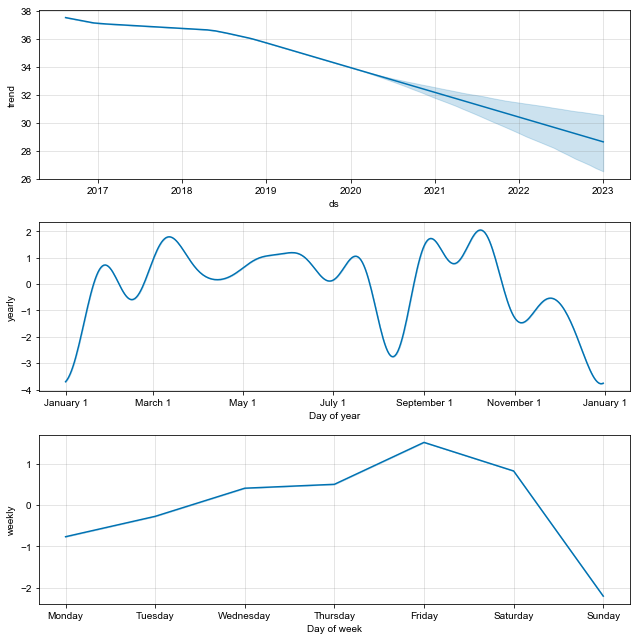 38
36
34
32
30
28
26
trend
2017 2018 2019 2020 2021 2022 2023
ds
2
1
0
−1
−2
−3
−4
yearly
January 1 March 1 May 1 July 1 September 1 November 1 January 1
Day of year
1
0
−1
−2
weekly
Monday Tuesday Wednesday Thursday Friday Saturday Sunday
Day of week